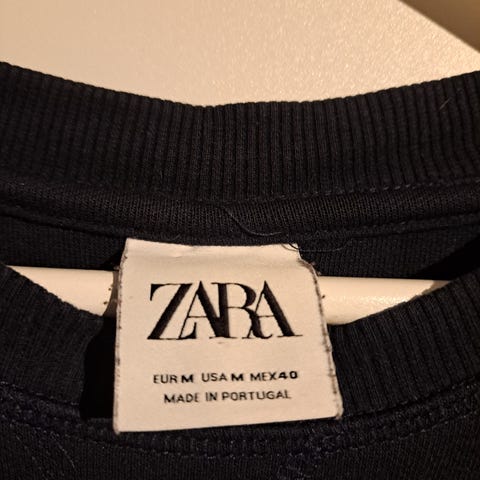 ZARA
EUR M USA M MEX 40
MADE IN PORTUGAL